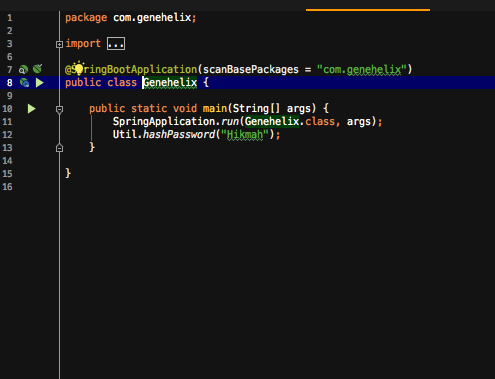 1 package com.genehelix;
2
3 import ...
6
7 @SpringBootApplication(scanBasePackages = "com.genehelix")
8 public class Genehelix {
9
10 public static void main(String[] args) {
11 SpringApplication.run(Genehelix.class, args);
12 Util.hashPassword("Hikmah");
13 }
14
15 }
16